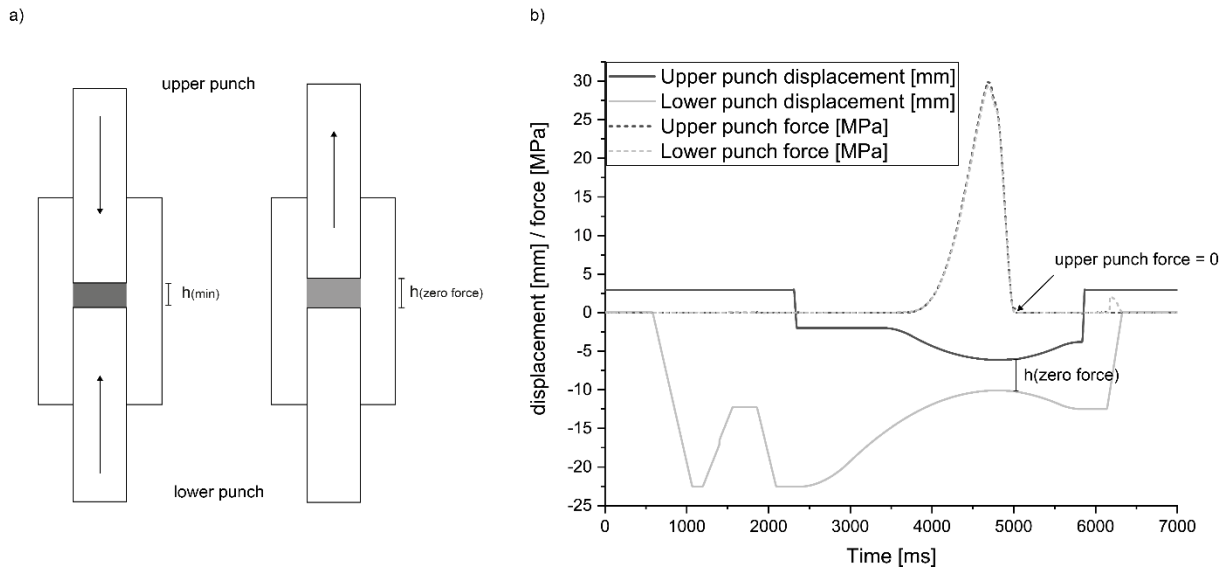 a)
upper punch
h(min)
h(zero force)
lower punch
b)
Upper punch displacement [mm]
Lower punch displacement [mm]
Upper punch force [MPa]
Lower punch force [MPa]
displacement [mm] / force [MPa]
30
25
20
15
10
5
0
-5
-10
-15
-20
-25
upper punch force = 0
h(zero force)
0
1000
2000
3000
4000
5000
6000
7000
Time [ms]